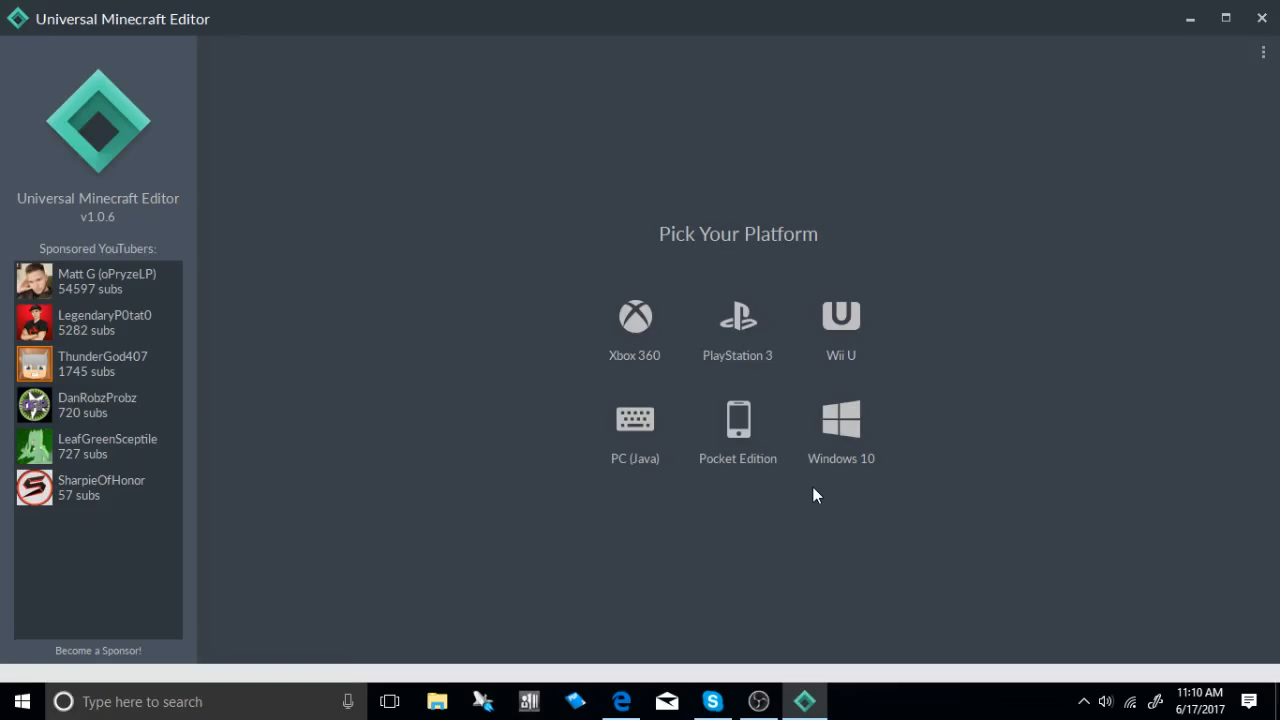 Universal Minecraft Editor
Universal Minecraft Editor
v1.0.6
Sponsored YouTubers:
Matt G (oPryzeLP)
54597 subs
LegendaryP0tat0
5282 subs
ThunderGod407
1745 subs
DanRobzProbz
720 subs
LeafGreenSceptile
727 subs
SharpieOfHonor
57 subs
Become a Sponsor!
Pick Your Platform
Xbox 360
PlayStation 3
Wii U
PC (Java)
Pocket Edition
Windows 10
Type here to search
11:10 AM
6/17/2017